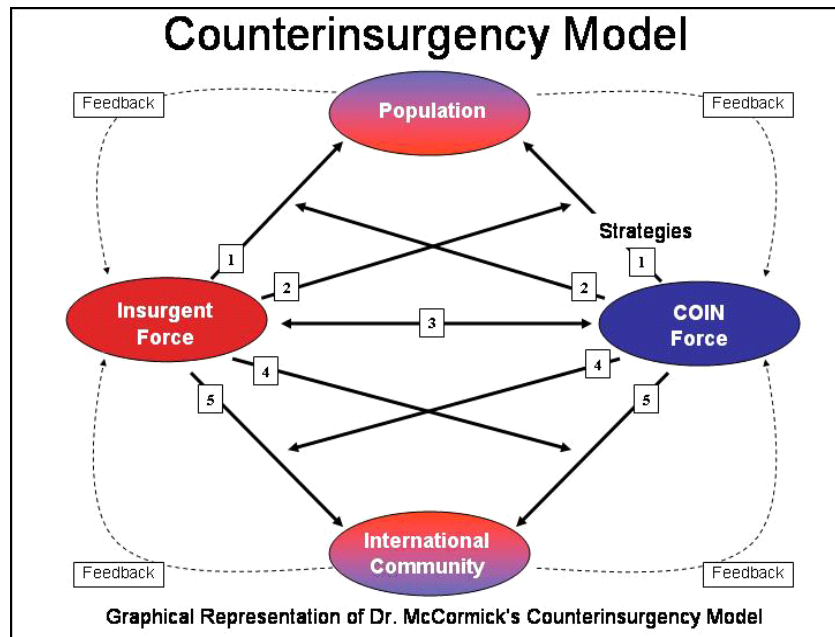 Counterinsurgency Model
Feedback
Population
Feedback
Strategies
1
1
2
2
Insurgent
Force
3
COIN
Force
4
4
5
5
International
Community
Feedback
Feedback
Graphical Representation of Dr. McCormick's Counterinsurgency Model